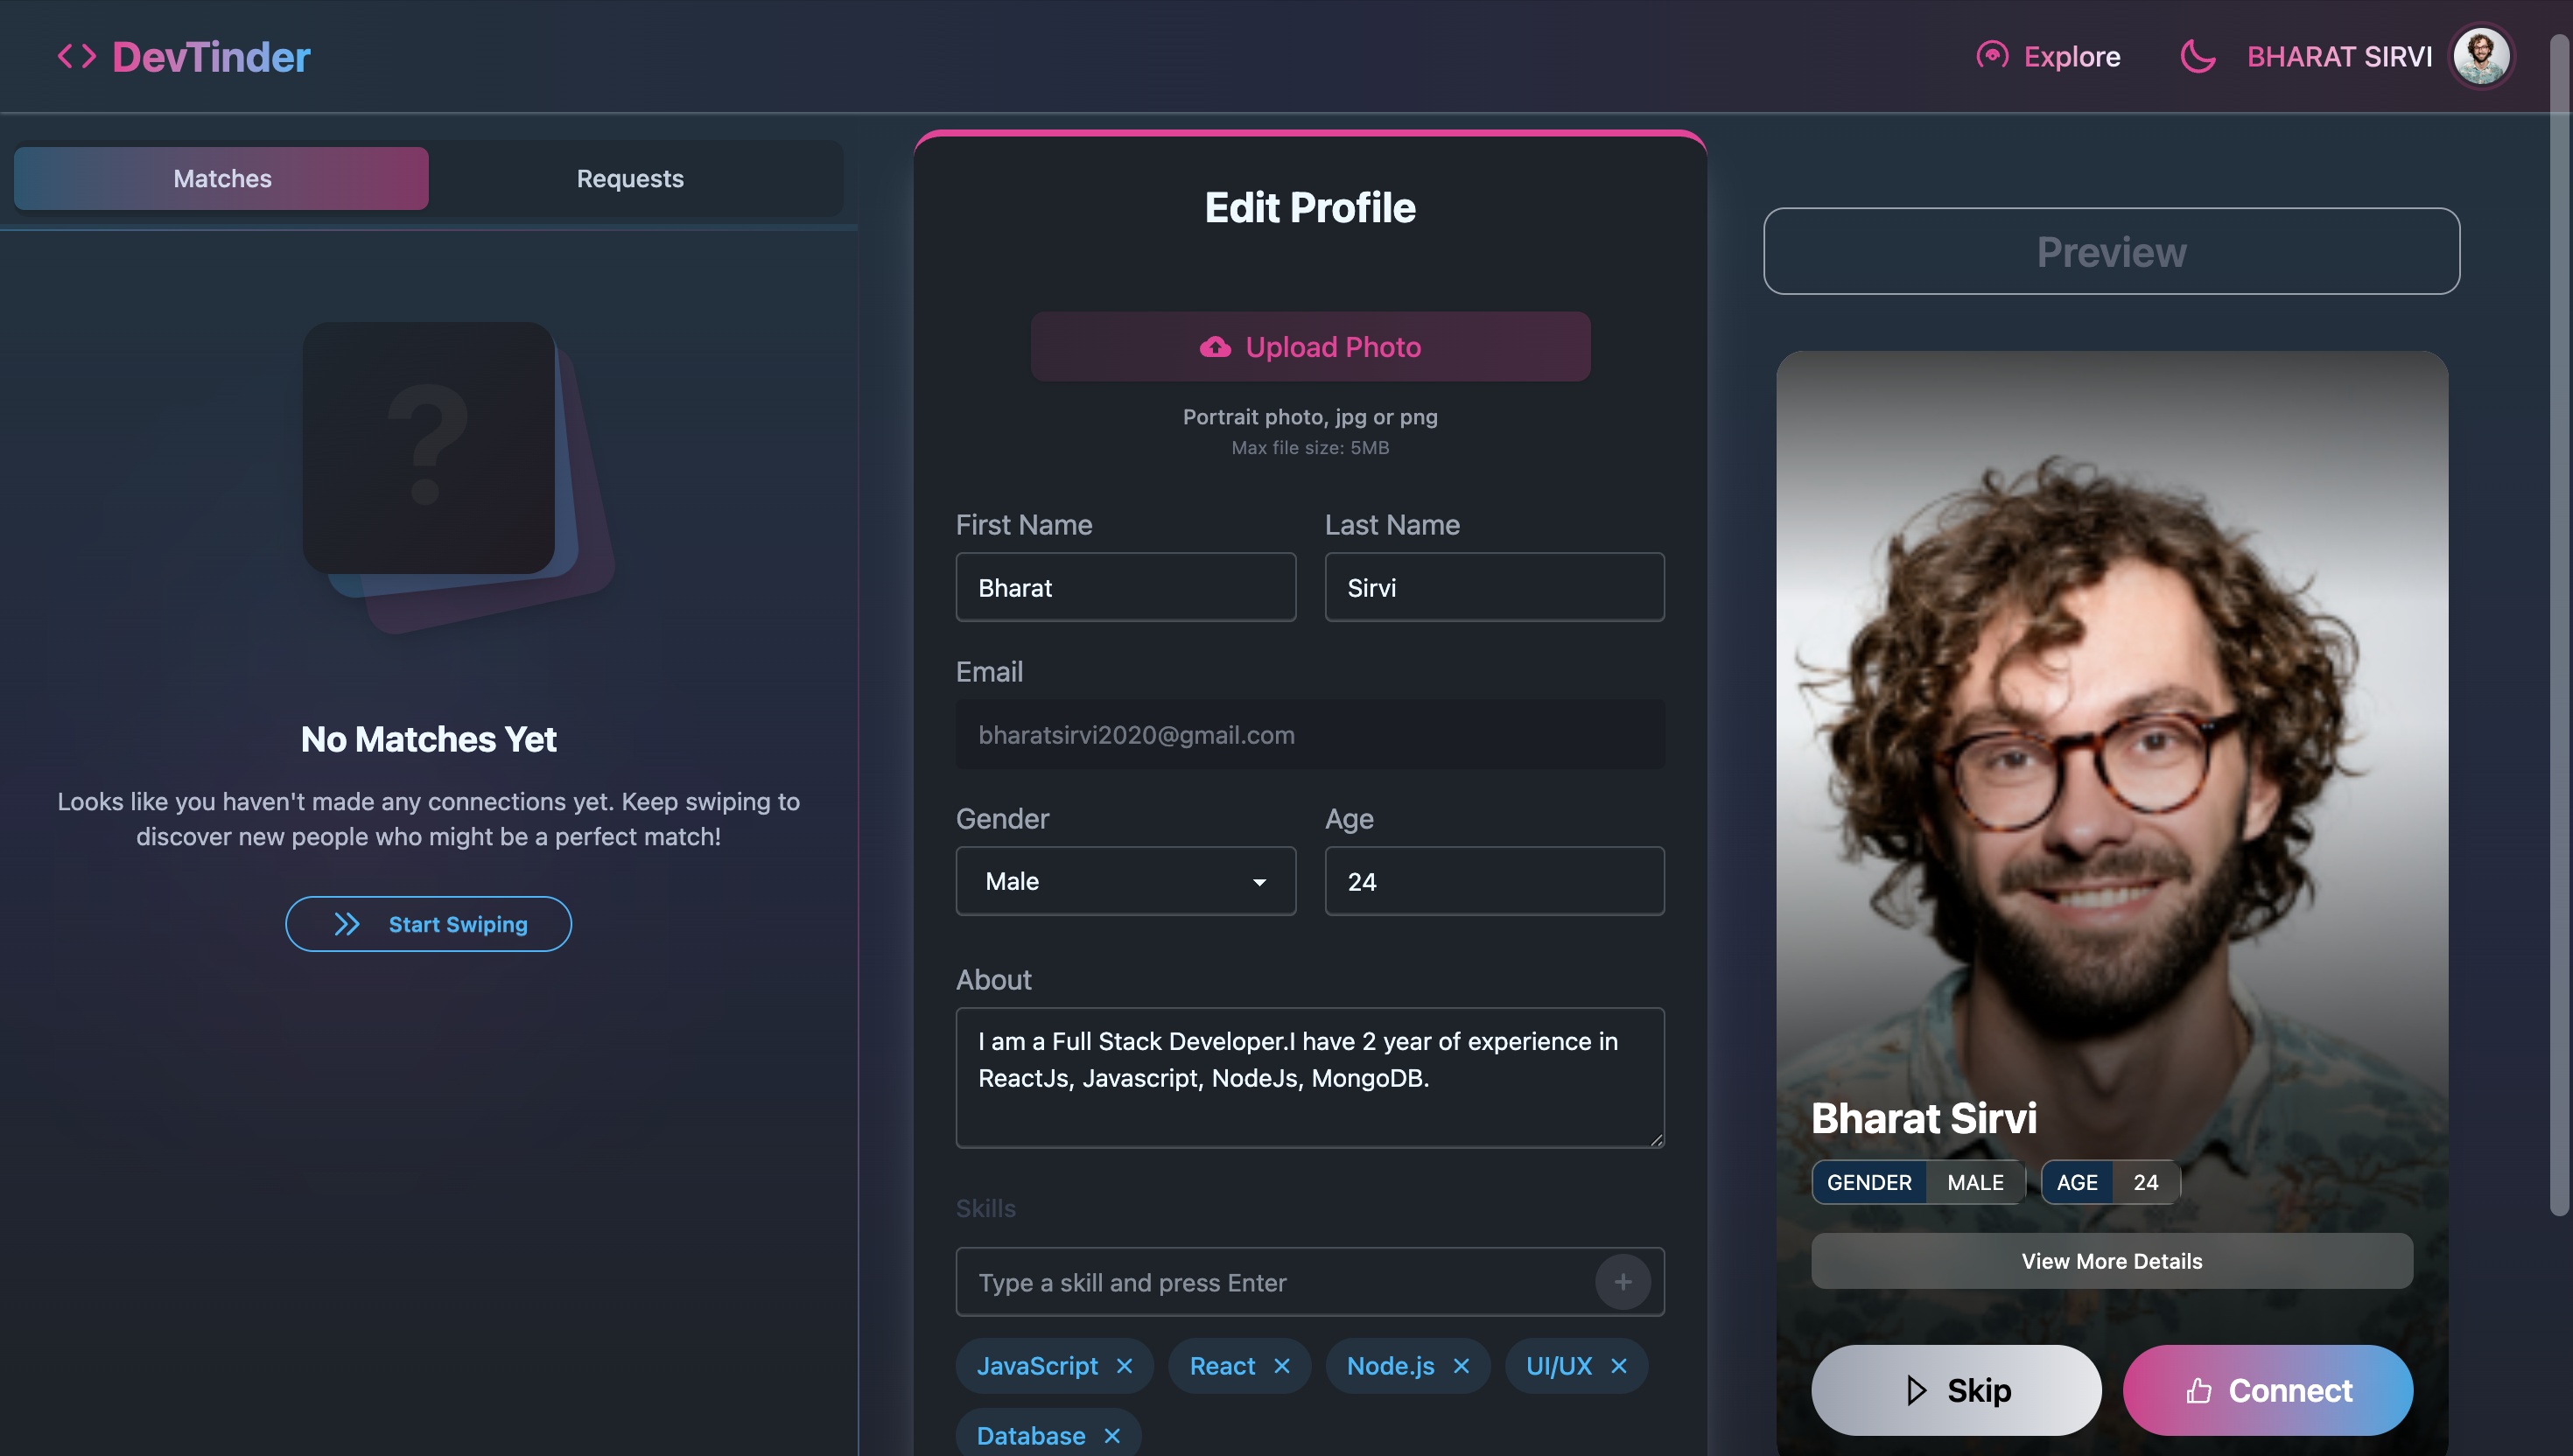 DevTinder
Explore
BHARAT SIRVI
Matches
Requests
?
No Matches Yet
Looks like you haven't made any connections yet. Keep swiping to
discover new people who might be a perfect match!
Start Swiping
Edit Profile
Upload Photo
Portrait photo, jpg or png
Max file size: 5MB
First Name
Last Name
Bharat
Sirvi
Email
bharatsirvi2020@gmail.com
Gender
Age
Male
24
About
I am a Full Stack Developer.I have 2 year of experience in
ReactJs, Javascript, NodeJs, MongoDB.
Skills
Type a skill and press Enter
JavaScript
React
Node.js
UI/UX
Database
Preview
Bharat Sirvi
GENDER MALE AGE 24
View More Details
Skip
Connect